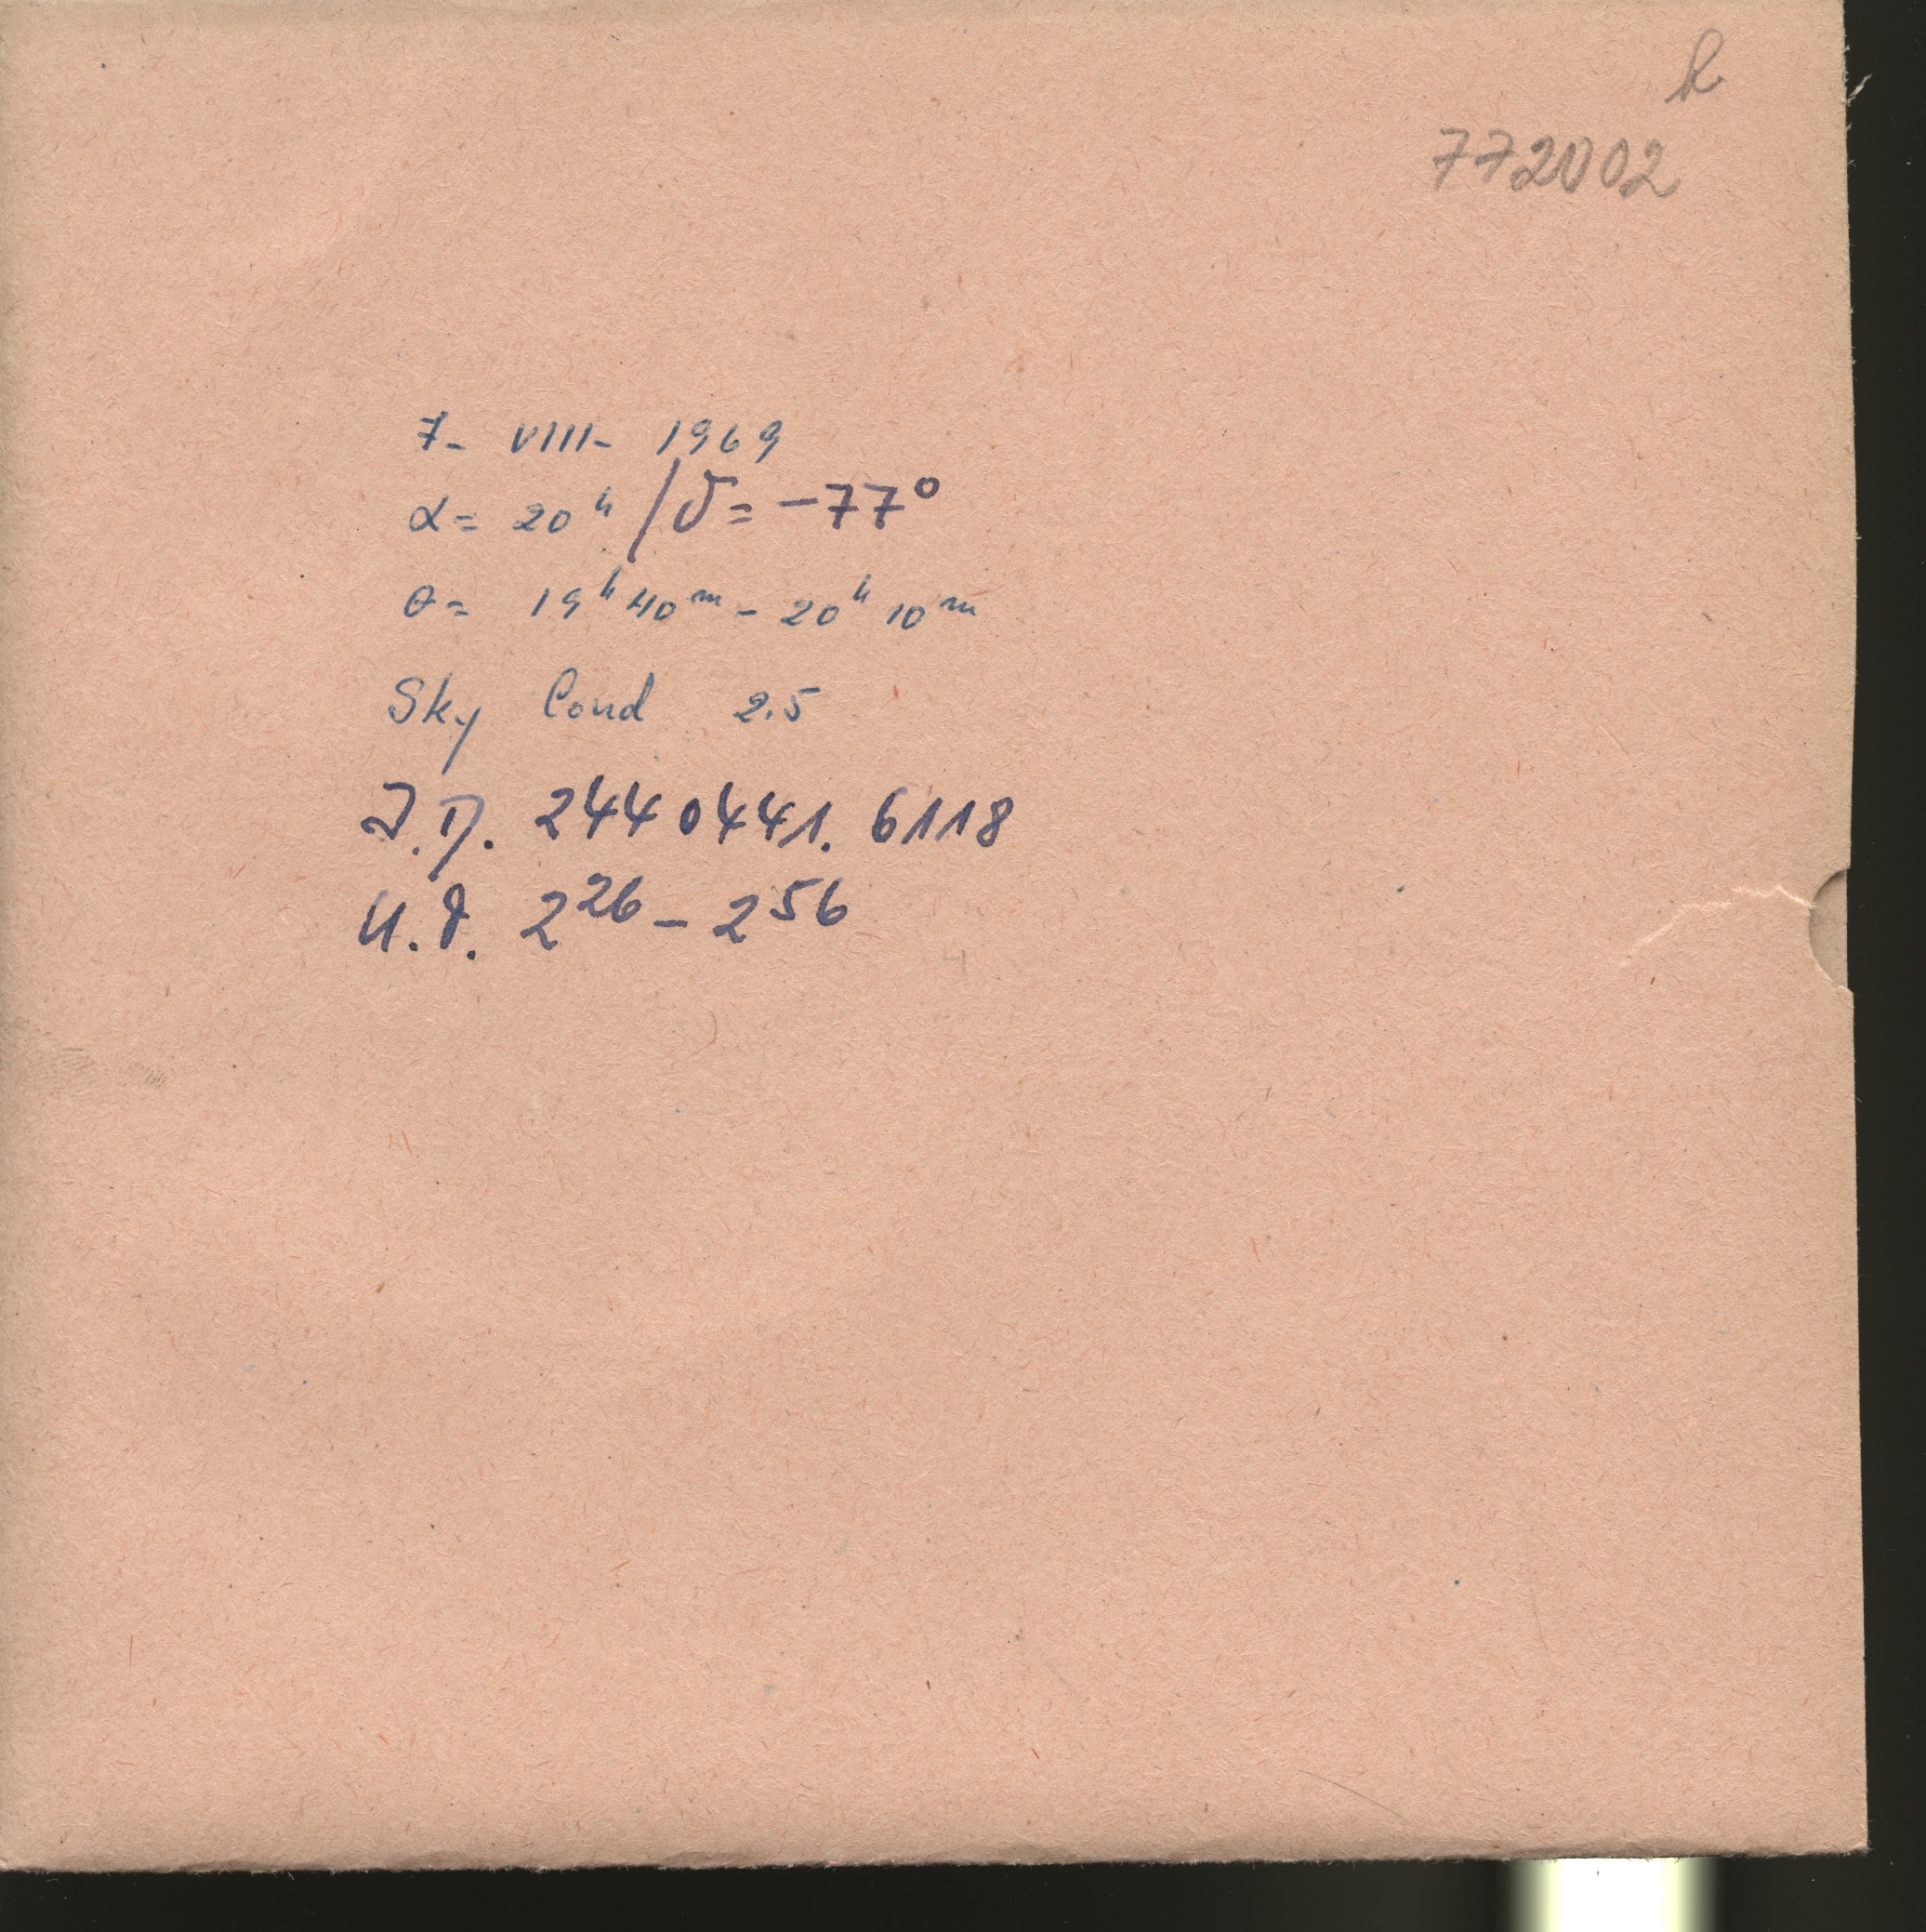 h
772002
7- VIII- 1969
α= 20ʰ / δ= -77°
θ= 19ʰ 40ᵐ - 20ʰ 10ᵐ
Sky Cond 2.5
J.D. 2440441.6118
U.T. 2²⁶ - 2⁵⁶